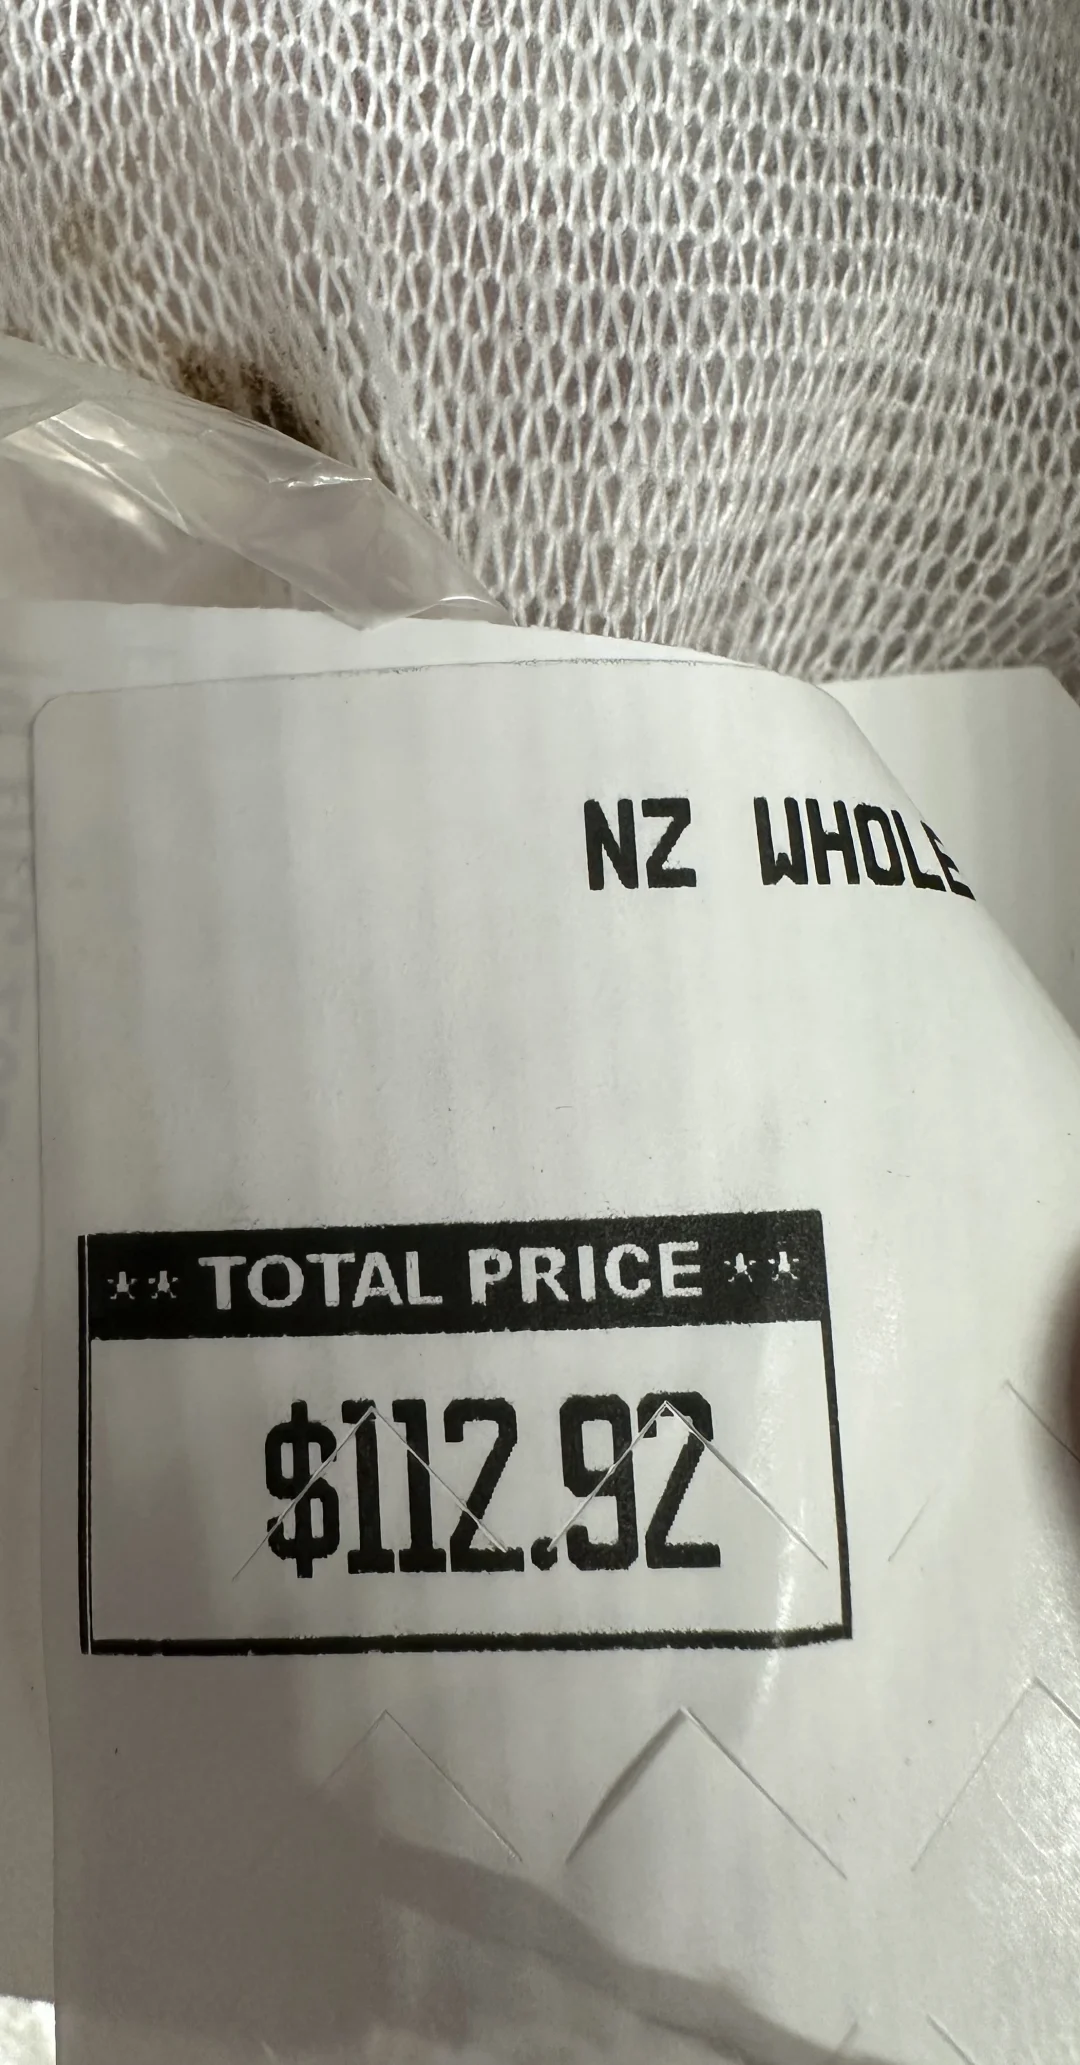 NZ WHOLE
** TOTAL PRICE **
$112.92